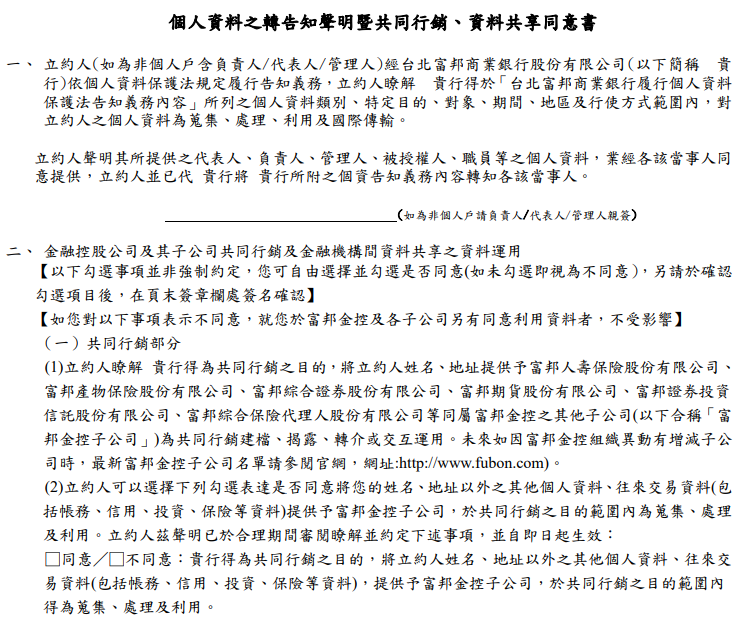 個人資料之轉告知聲明暨共同行銷、資料共享同意書
一、 立約人(如為非個人戶含負責人/代表人/管理人)經台北富邦商業銀行股份有限公司(以下簡稱　貴
行)依個人資料保護法規定履行告知義務，立約人瞭解　貴行得於「台北富邦商業銀行履行個人資料
保護法告知義務內容」所列之個人資料類別、特定目的、對象、期間、地區及行使方式範圍內，對
立約人之個人資料為蒐集、處理、利用及國際傳輸。
立約人聲明其所提供之代表人、負責人、管理人、被授權人、職員等之個人資料，業經各該當事人同
意提供，立約人並已代 貴行將 貴行所附之個資告知義務內容轉知各該當事人。
(如為非個人戶請負責人/代表人/管理人親簽)
二、 金融控股公司及其子公司共同行銷及金融機構間資料共享之資料運用
【以下勾選事項並非強制約定，您可自由選擇並勾選是否同意(如未勾選即視為不同意)，另請於確認
勾選項目後，在頁末簽章欄處簽名確認】
【如您對以下事項表示不同意，就您於富邦金控及各子公司另有同意利用資料者，不受影響】
（一）共同行銷部分
(1)立約人瞭解 貴行得為共同行銷之目的，將立約人姓名、地址提供予富邦人壽保險股份有限公司、
富邦產物保險股份有限公司、富邦綜合證券股份有限公司、富邦期貨股份有限公司、富邦證券投資
信託股份有限公司、富邦綜合保險代理人股份有限公司等同屬富邦金控之其他子公司(以下合稱「富
邦金控子公司」)為共同行銷建檔、揭露、轉介或交互運用。未來如因富邦金控組織異動有增減子公
司時，最新富邦金控子公司名單請參閱官網，網址:http://www.fubon.com)。
(2)立約人可以選擇下列勾選表達是否同意將您的姓名、地址以外之其他個人資料、往來交易資料(包
括帳務、信用、投資、保險等資料)提供予富邦金控子公司，於共同行銷之目的範圍內為蒐集、處理
及利用。立約人茲聲明已於合理期間審閱瞭解並約定下述事項，並自即日起生效：
□同意／□不同意：貴行得為共同行銷之目的，將立約人姓名、地址以外之其他個人資料、往來交
易資料(包括帳務、信用、投資、保險等資料)，提供予富邦金控子公司，於共同行銷之目的範圍內
得為蒐集、處理及利用。